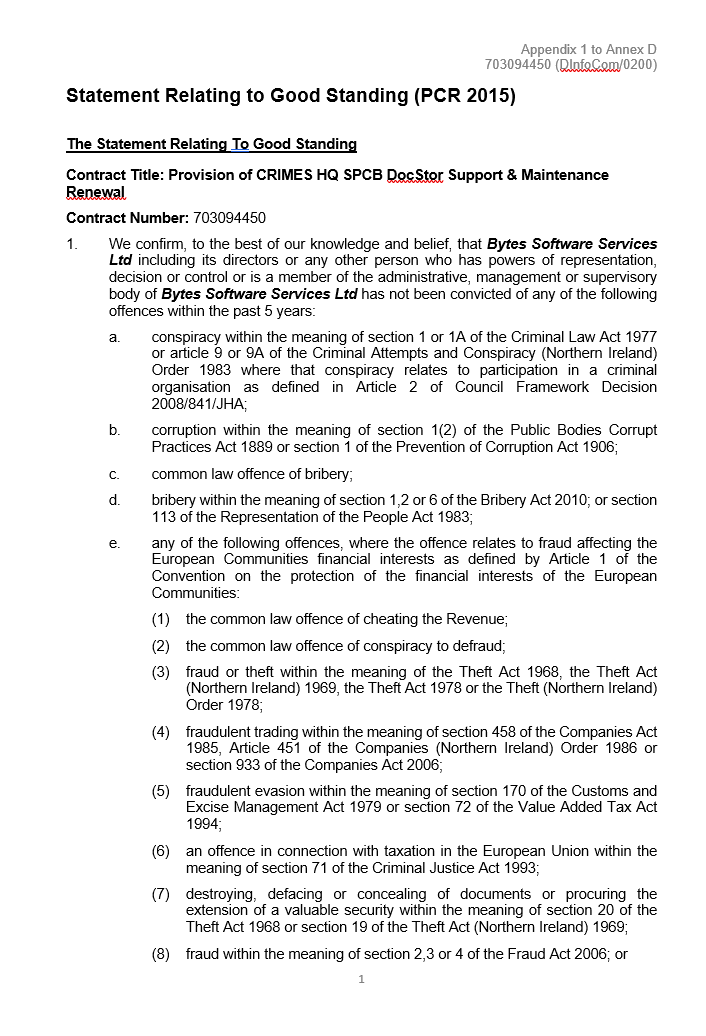 Appendix 1 to Annex D
703094450 (DInfoCom/0200)
Statement Relating to Good Standing (PCR 2015)
The Statement Relating To Good Standing
Contract Title: Provision of CRIMES HQ SPCB DocStor Support & Maintenance
Renewal
Contract Number: 703094450
1. We confirm, to the best of our knowledge and belief, that Bytes Software Services
Ltd including its directors or any other person who has powers of representation,
decision or control or is a member of the administrative, management or supervisory
body of Bytes Software Services Ltd has not been convicted of any of the following
offences within the past 5 years:
a. conspiracy within the meaning of section 1 or 1A of the Criminal Law Act 1977
or article 9 or 9A of the Criminal Attempts and Conspiracy (Northern Ireland)
Order 1983 where that conspiracy relates to participation in a criminal
organisation as defined in Article 2 of Council Framework Decision
2008/841/JHA;
b. corruption within the meaning of section 1(2) of the Public Bodies Corrupt
Practices Act 1889 or section 1 of the Prevention of Corruption Act 1906;
c. common law offence of bribery;
d. bribery within the meaning of section 1,2 or 6 of the Bribery Act 2010; or section
113 of the Representation of the People Act 1983;
e. any of the following offences, where the offence relates to fraud affecting the
European Communities financial interests as defined by Article 1 of the
Convention on the protection of the financial interests of the European
Communities:
(1) the common law offence of cheating the Revenue;
(2) the common law offence of conspiracy to defraud;
(3) fraud or theft within the meaning of the Theft Act 1968, the Theft Act
(Northern Ireland) 1969, the Theft Act 1978 or the Theft (Northern Ireland)
Order 1978;
(4) fraudulent trading within the meaning of section 458 of the Companies Act
1985, Article 451 of the Companies (Northern Ireland) Order 1986 or
section 933 of the Companies Act 2006;
(5) fraudulent evasion within the meaning of section 170 of the Customs and
Excise Management Act 1979 or section 72 of the Value Added Tax Act
1994;
(6) an offence in connection with taxation in the European Union within the
meaning of section 71 of the Criminal Justice Act 1993;
(7) destroying, defacing or concealing of documents or procuring the
extension of a valuable security within the meaning of section 20 of the
Theft Act 1968 or section 19 of the Theft Act (Northern Ireland) 1969;
(8) fraud within the meaning of section 2,3 or 4 of the Fraud Act 2006; or
1